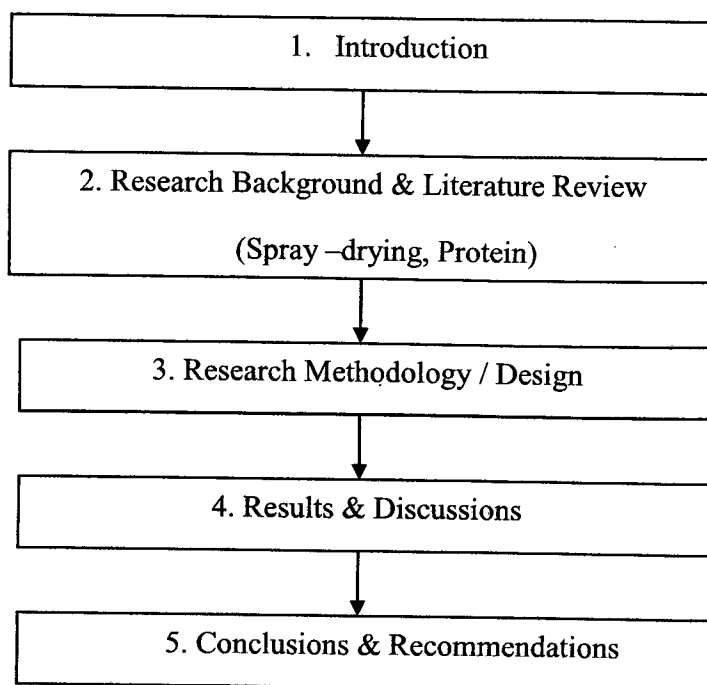 1. Introduction
2. Research Background & Literature Review
(Spray –drying, Protein)
3. Research Methodology / Design
4. Results & Discussions
5. Conclusions & Recommendations